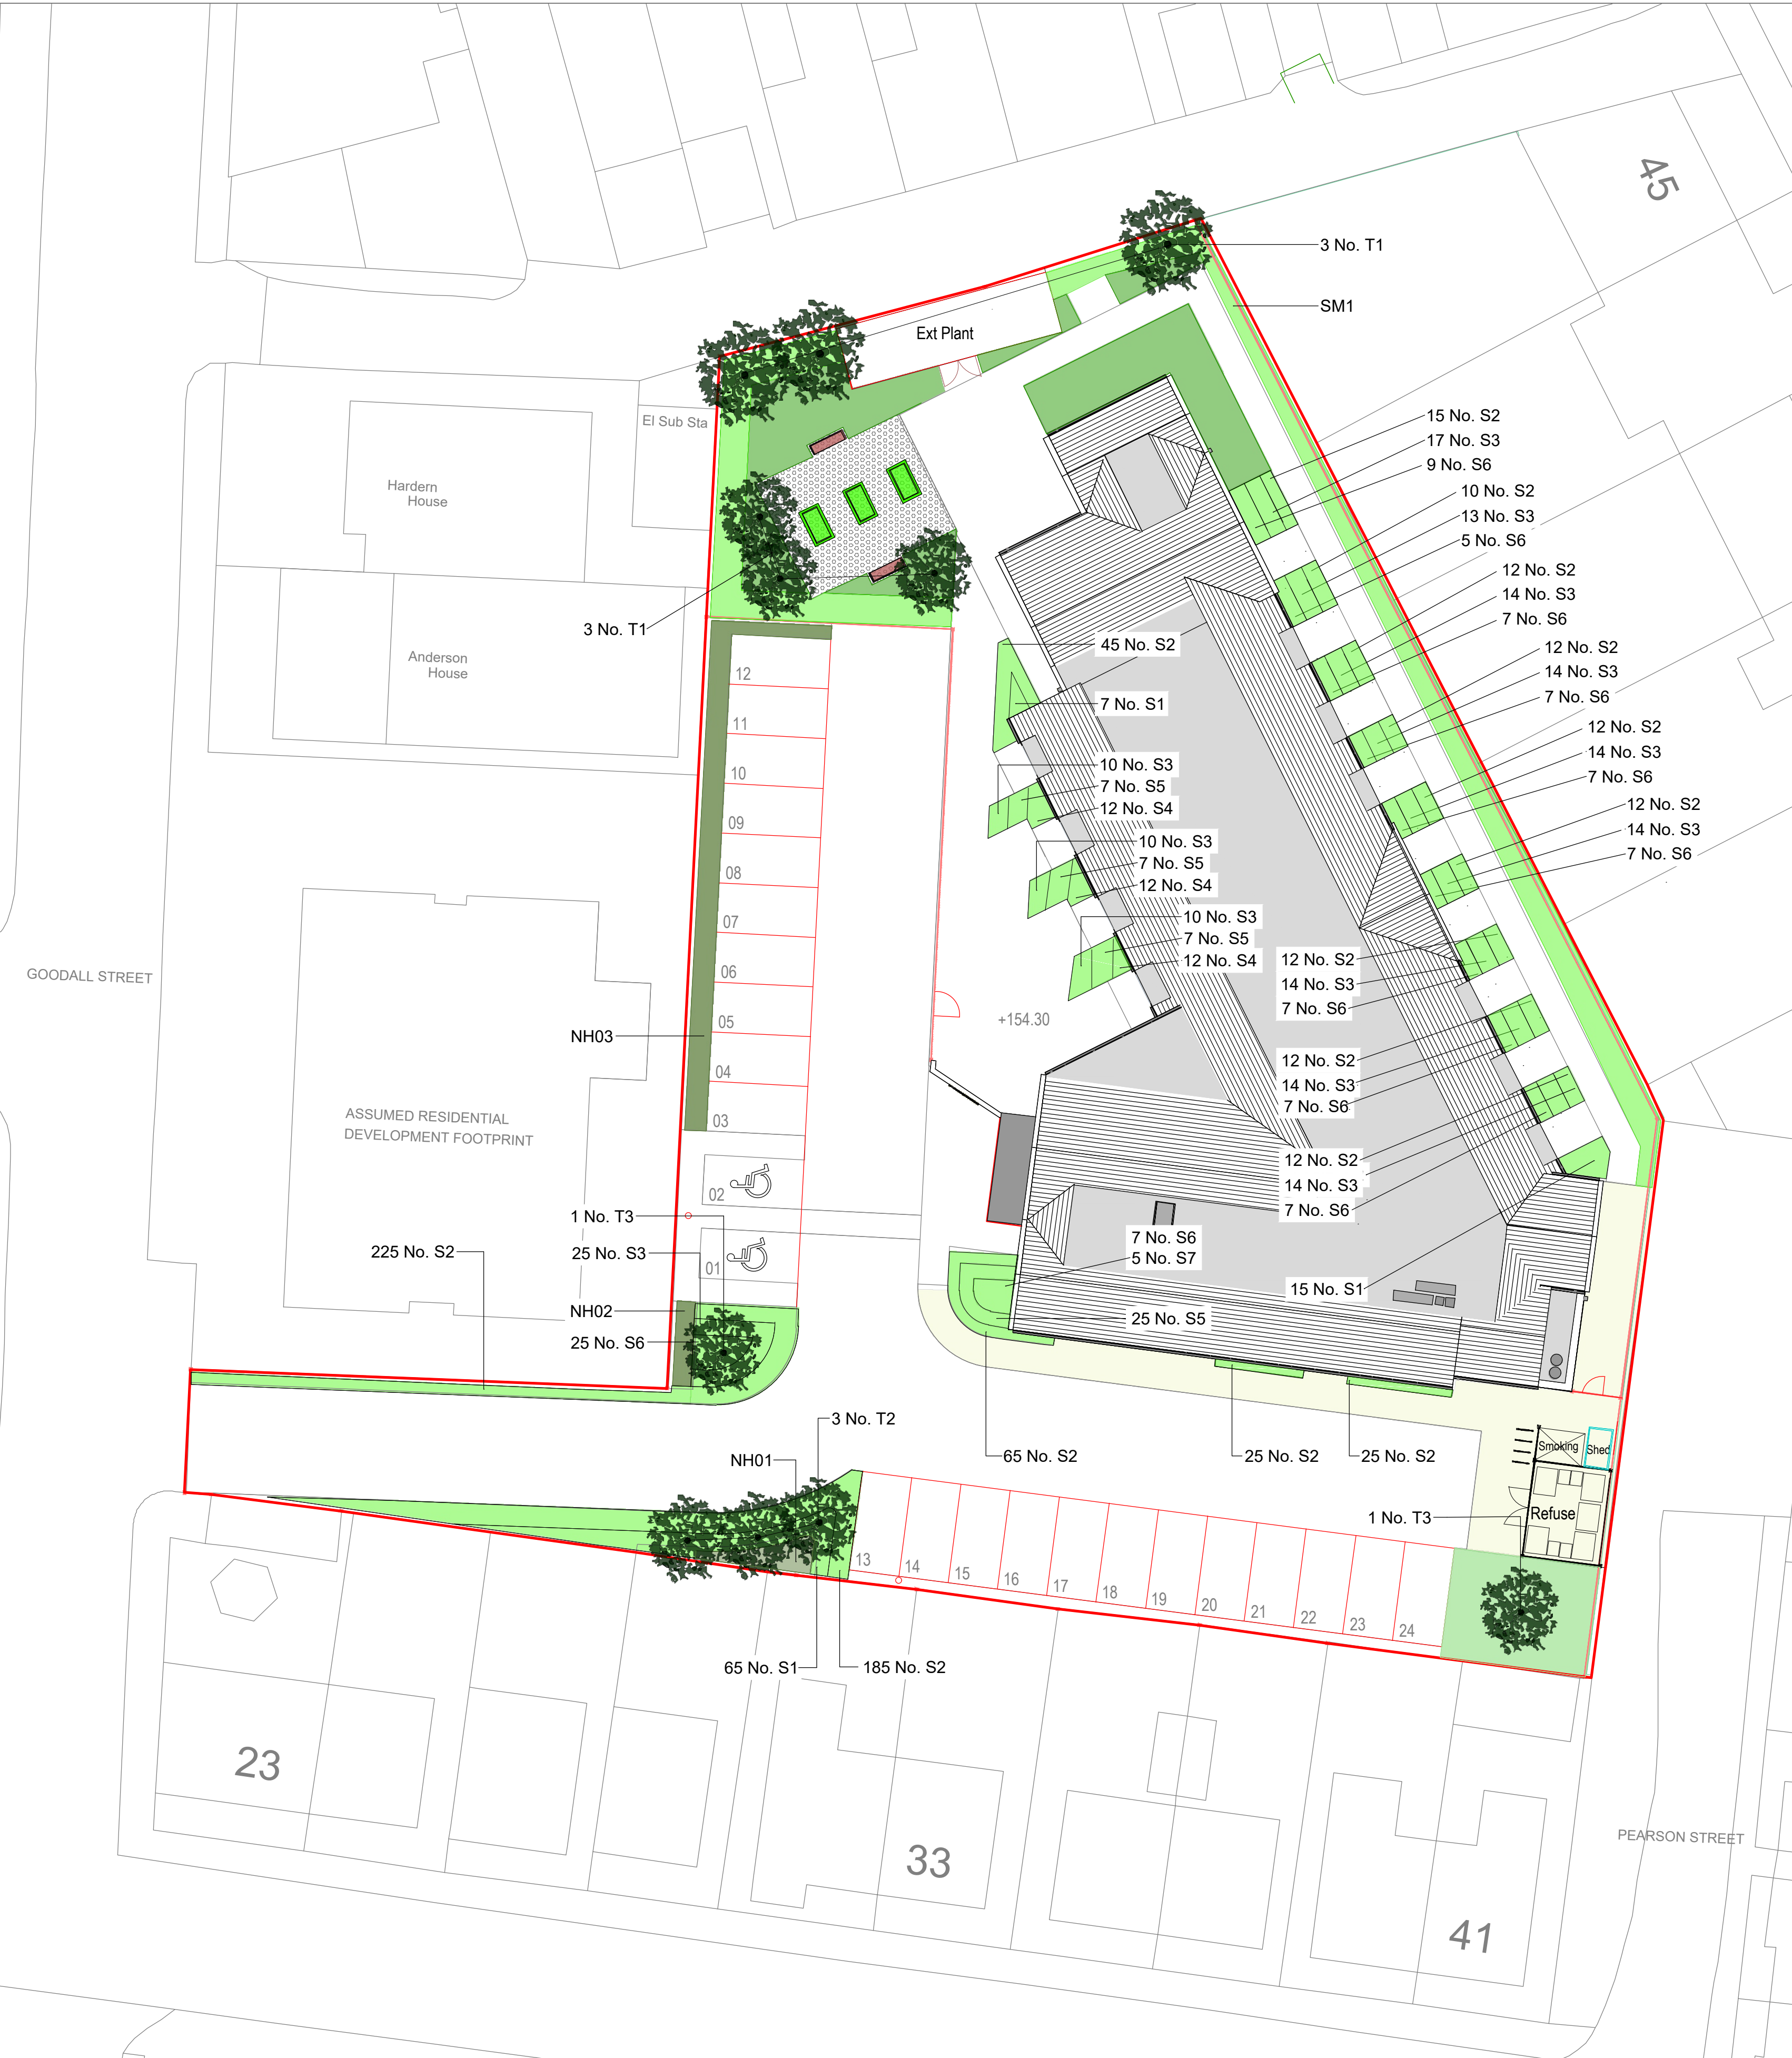 45
3 No. T1
SM1
Ext Plant
El Sub Sta
Hardern
House
15 No. S2
17 No. S3
9 No. S6
10 No. S2
13 No. S3
5 No. S6
12 No. S2
14 No. S3
7 No. S6
3 No. T1
Anderson
House
45 No. S2
7 No. S1
12 No. S2
14 No. S3
7 No. S6
12 No. S2
14 No. S3
7 No. S6
12 No. S2
14 No. S3
7 No. S6
12
11
10
09
08
07
06
05
04
03
02
01
10 No. S3
7 No. S5
12 No. S4
10 No. S3
7 No. S5
12 No. S4
10 No. S3
7 No. S5
12 No. S4
12 No. S2
14 No. S3
7 No. S6
GOODALL STREET
+154.30
NH03
12 No. S2
14 No. S3
7 No. S6
ASSUMED RESIDENTIAL
DEVELOPMENT FOOTPRINT
12 No. S2
14 No. S3
7 No. S6
1 No. T3
225 No. S2
25 No. S3
NH02
25 No. S6
7 No. S6
5 No. S7
15 No. S1
25 No. S5
3 No. T2
NH01
65 No. S2
25 No. S2
25 No. S2
Smoking
Shed
Refuse
1 No. T3
13
14
15
16
17
18
19
20
21
22
23
24
65 No. S1
185 No. S2
23
33
41
PEARSON STREET